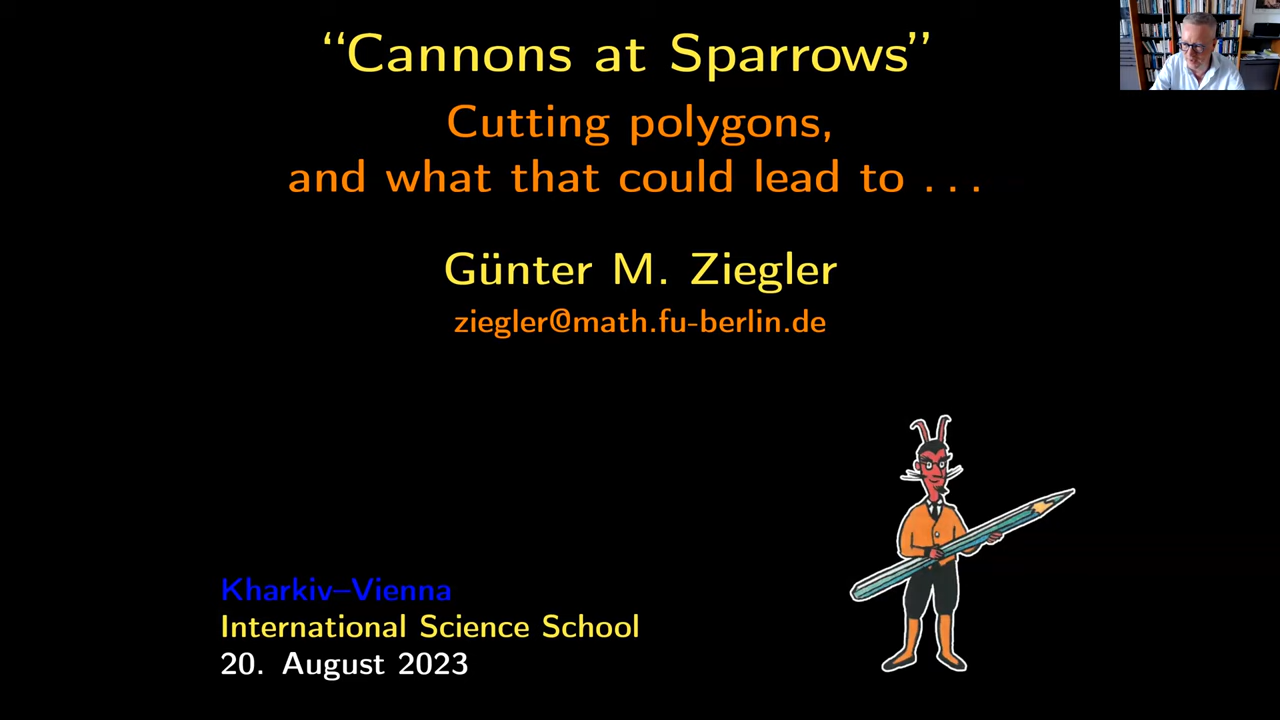 “Cannons at Sparrows”
Cutting polygons,
and what that could lead to . . .
Günter M. Ziegler
ziegler@math.fu-berlin.de
Kharkiv–Vienna
International Science School
20. August 2023